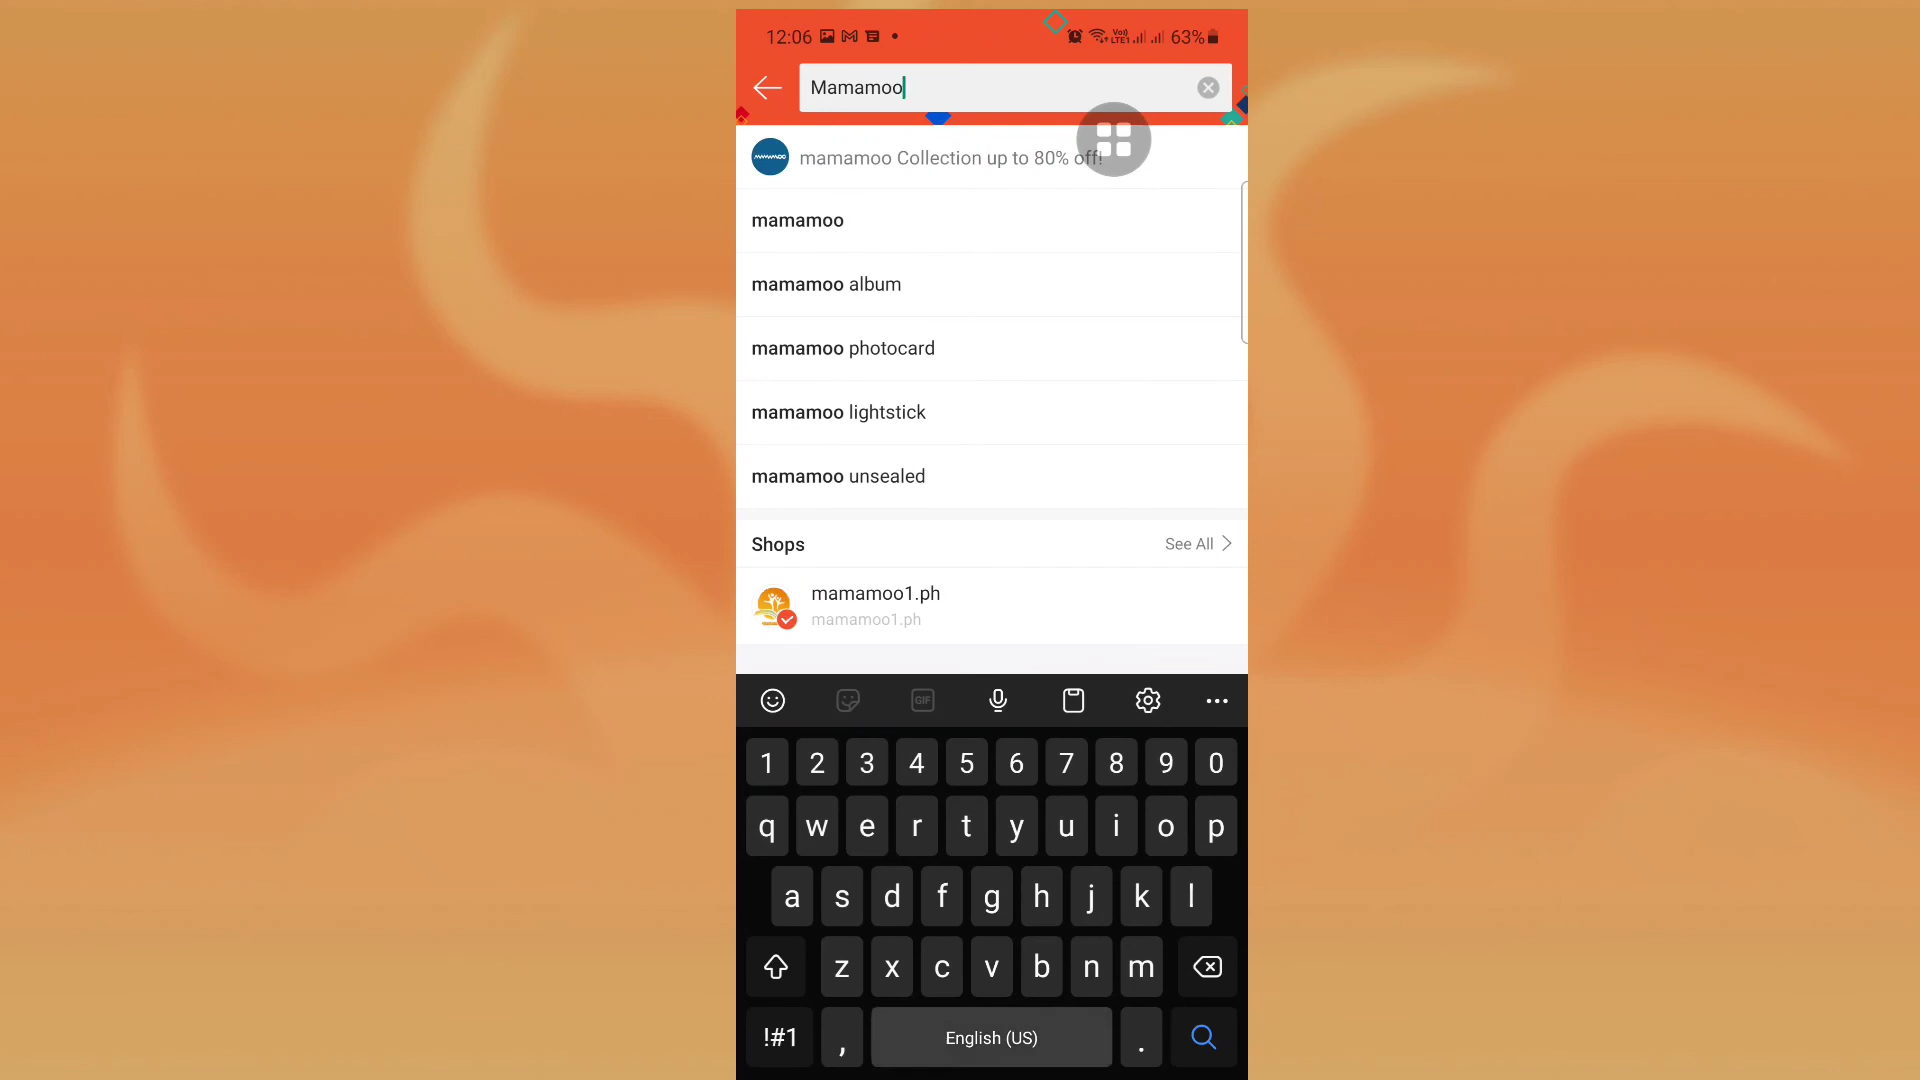 12:06
Vo)) LTE1 63%
Mamamoo
mamamoo Collection up to 80% off!
mamamoo
mamamoo album
mamamoo photocard
mamamoo lightstick
mamamoo unsealed
Shops See All
mamamoo1.ph
mamamoo1.ph
GIF
1 2 3 4 5 6 7 8 9 0
q w e r t y u i o p
a s d f g h j k l
z x c v b n m
!#1 , English (US) .